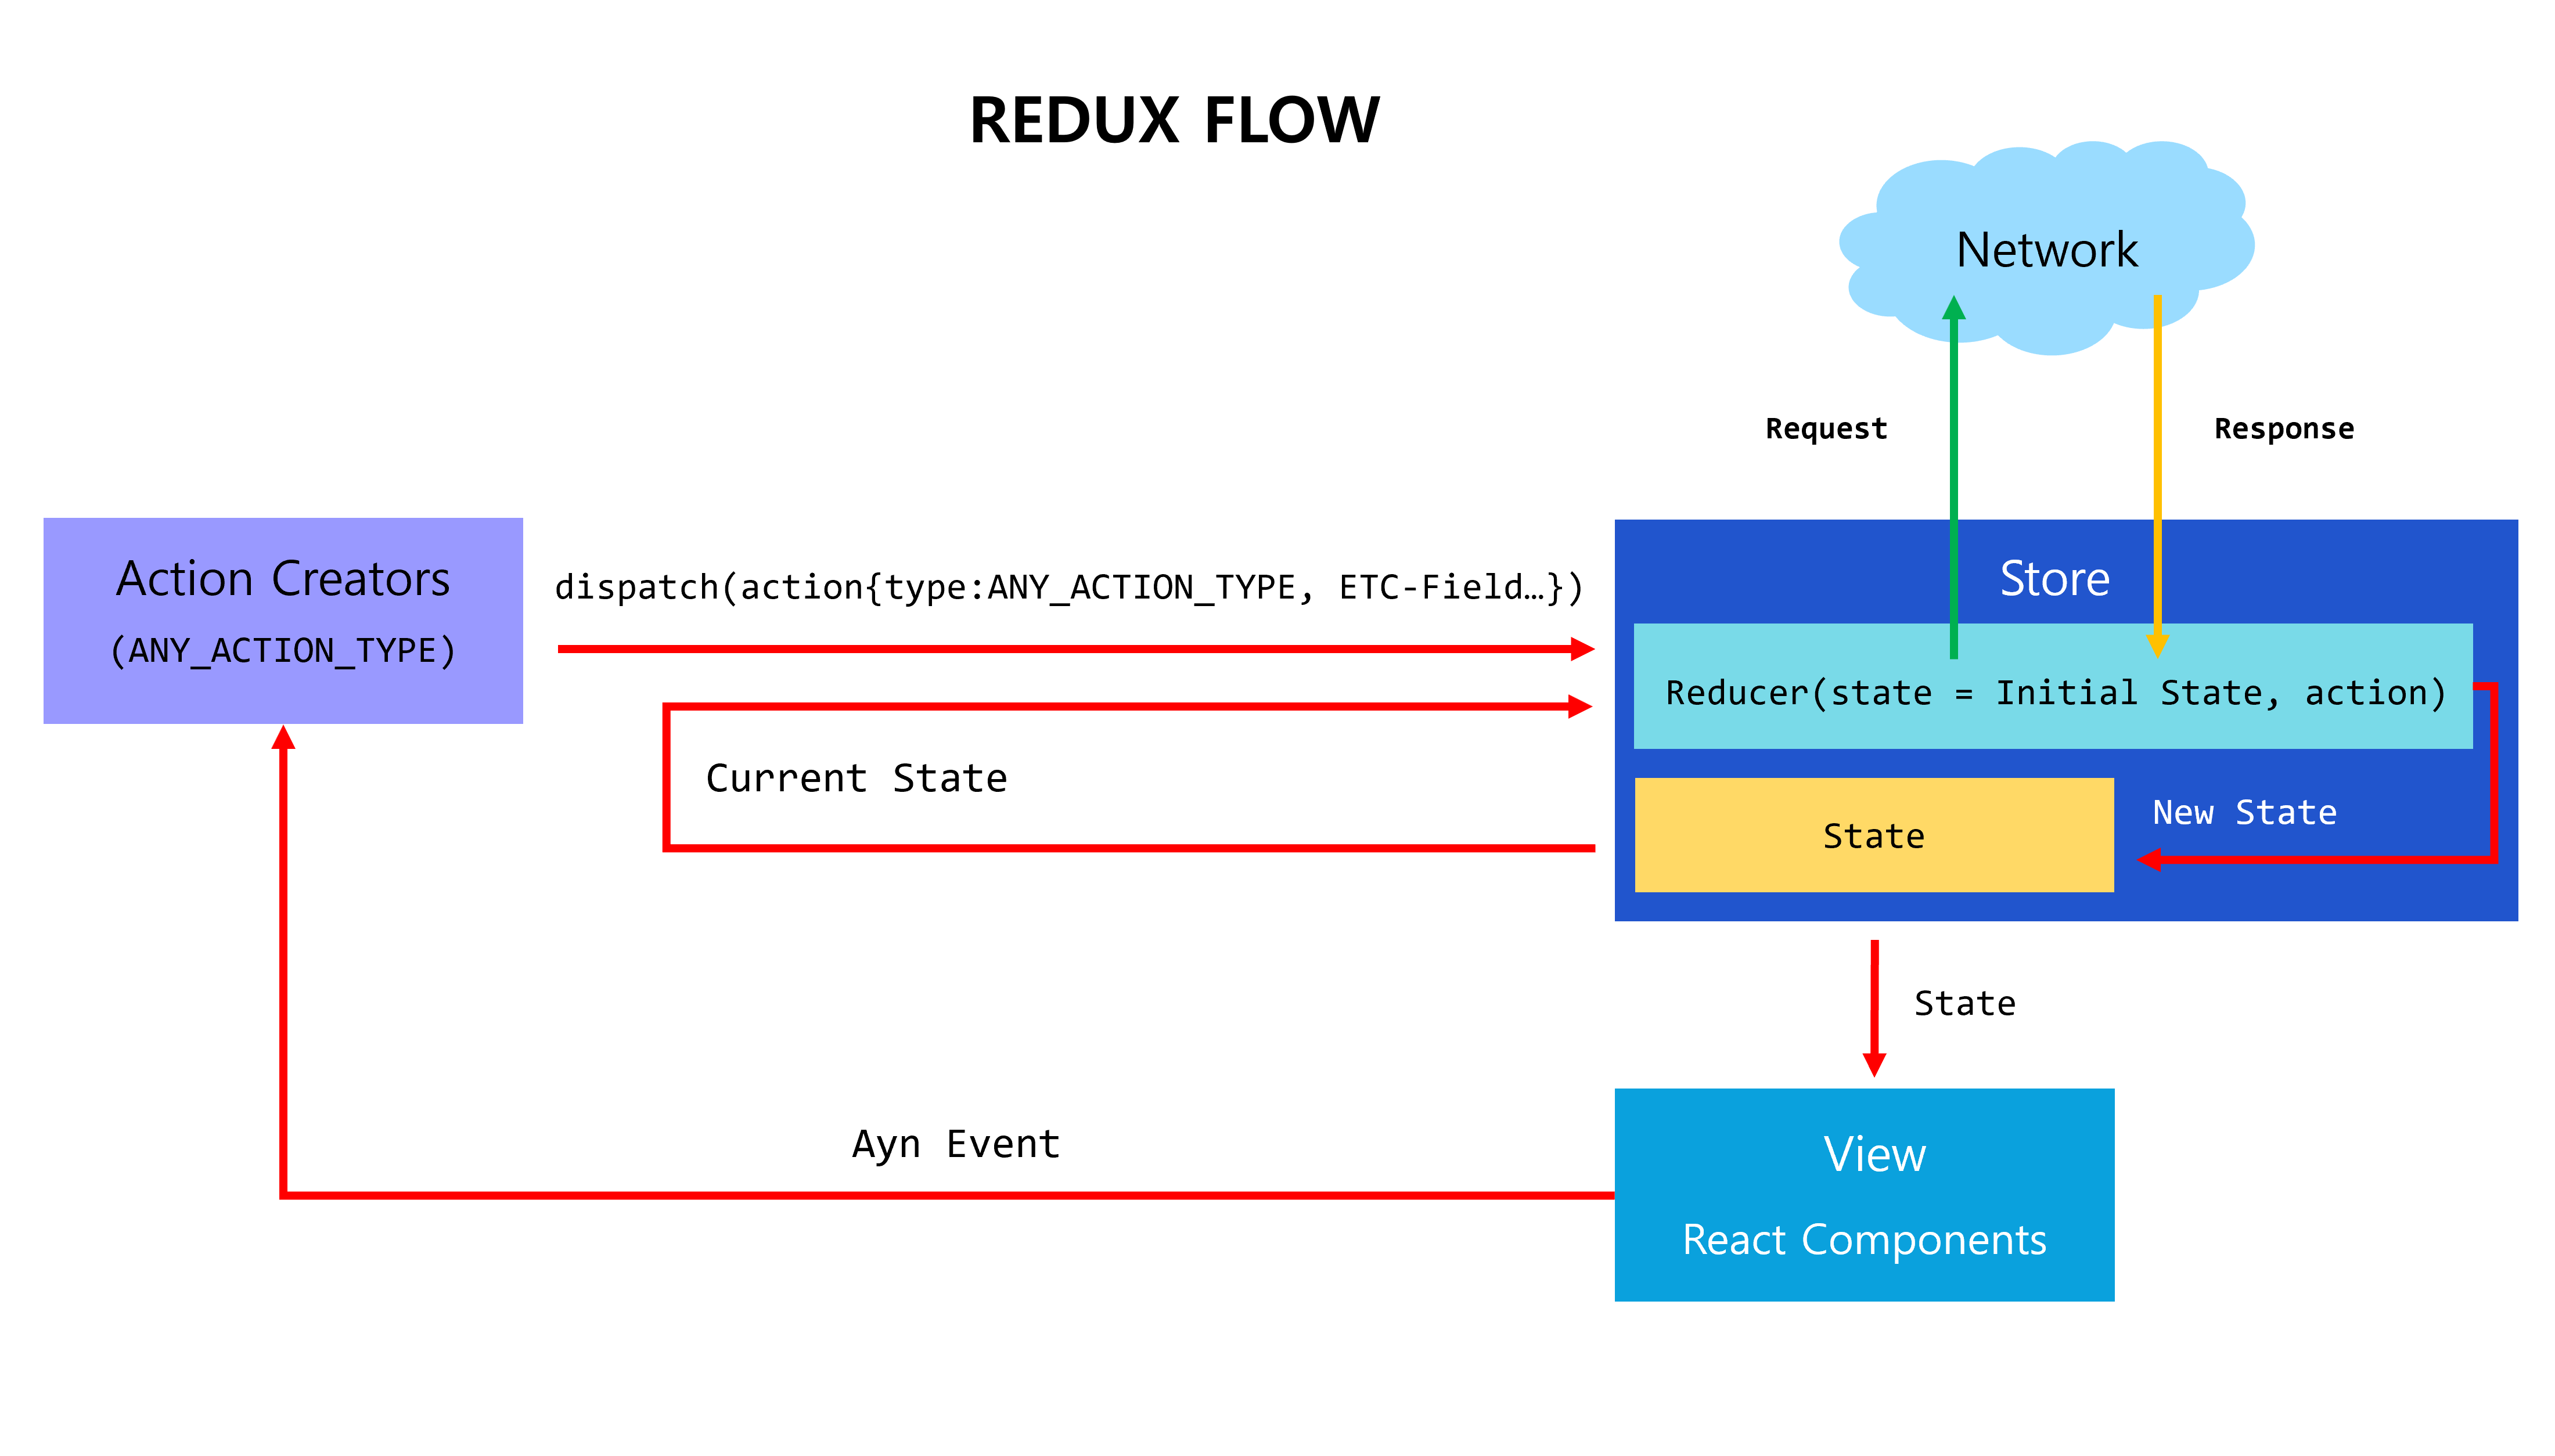 REDUX FLOW
Network
Request
Response
Action Creators
(ANY_ACTION_TYPE)
dispatch(action{type:ANY_ACTION_TYPE, ETC-Field…})
Store
Reducer(state = Initial State, action)
Current State
New State
State
State
Ayn Event
View
React Components